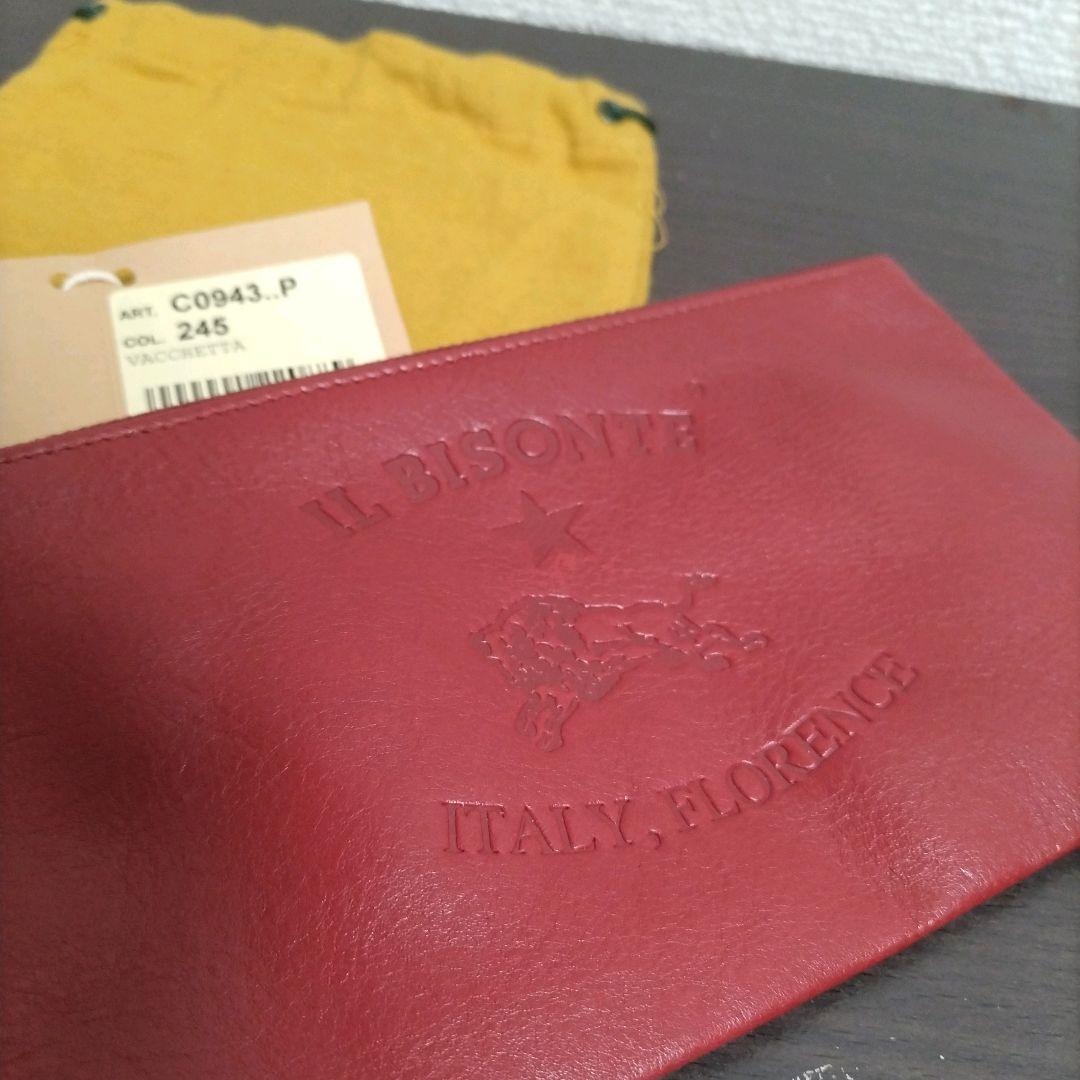 ART. C0943..P
COL. 245
VACCHETTA
IL BISONTE
ITALY, FLORENCE